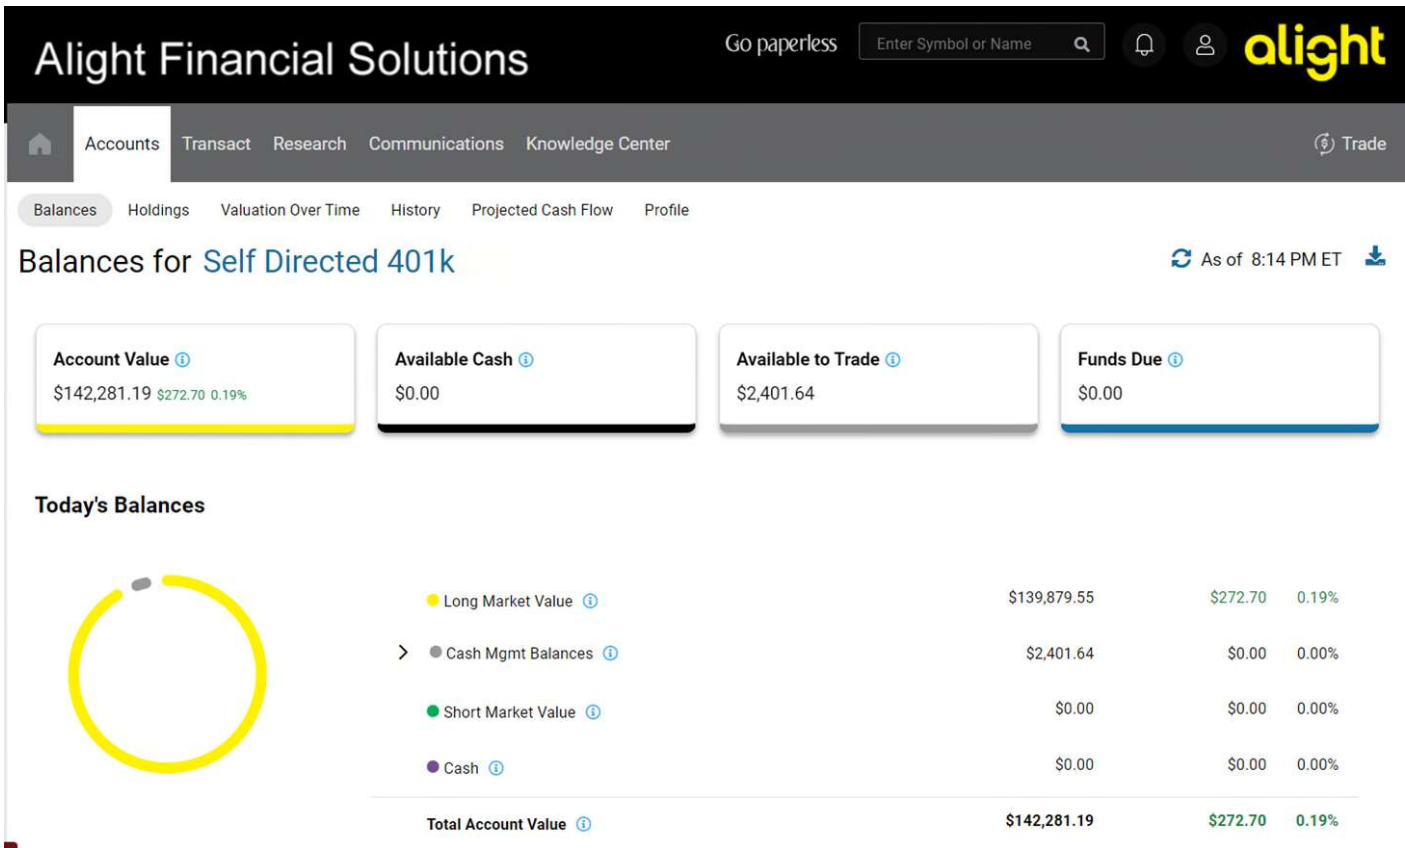 Alight Financial Solutions
Go paperless
Enter Symbol or Name
alight
Accounts Transact Research Communications Knowledge Center Trade
Balances Holdings Valuation Over Time History Projected Cash Flow Profile
Balances for Self Directed 401k
As of 8:14 PM ET
Account Value
$142,281.19 $272.70 0.19%
Available Cash
$0.00
Available to Trade
$2,401.64
Funds Due
$0.00
Today's Balances
Long Market Value $139,879.55 $272.70 0.19%
Cash Mgmt Balances $2,401.64 $0.00 0.00%
Short Market Value $0.00 $0.00 0.00%
Cash $0.00 $0.00 0.00%
Total Account Value $142,281.19 $272.70 0.19%